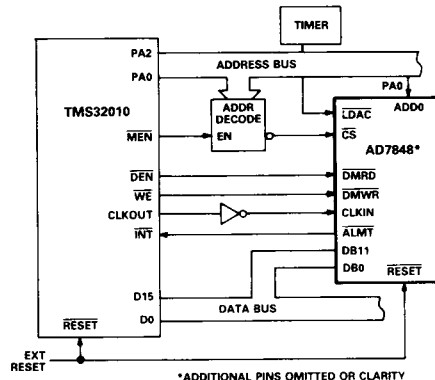 TIMER
PA2
ADDRESS BUS
PA0
PA0
ADD0
TMS32010
ADDR
DECODE
EN
LDAC
MEN
CS
AD7848*
DEN
DMRD
WE
DMWR
CLKOUT
CLKIN
INT
ALMT
DB11
DB0
RESET
D15
DATA BUS
D0
RESET
EXT
RESET
*ADDITIONAL PINS OMITTED OR CLARITY